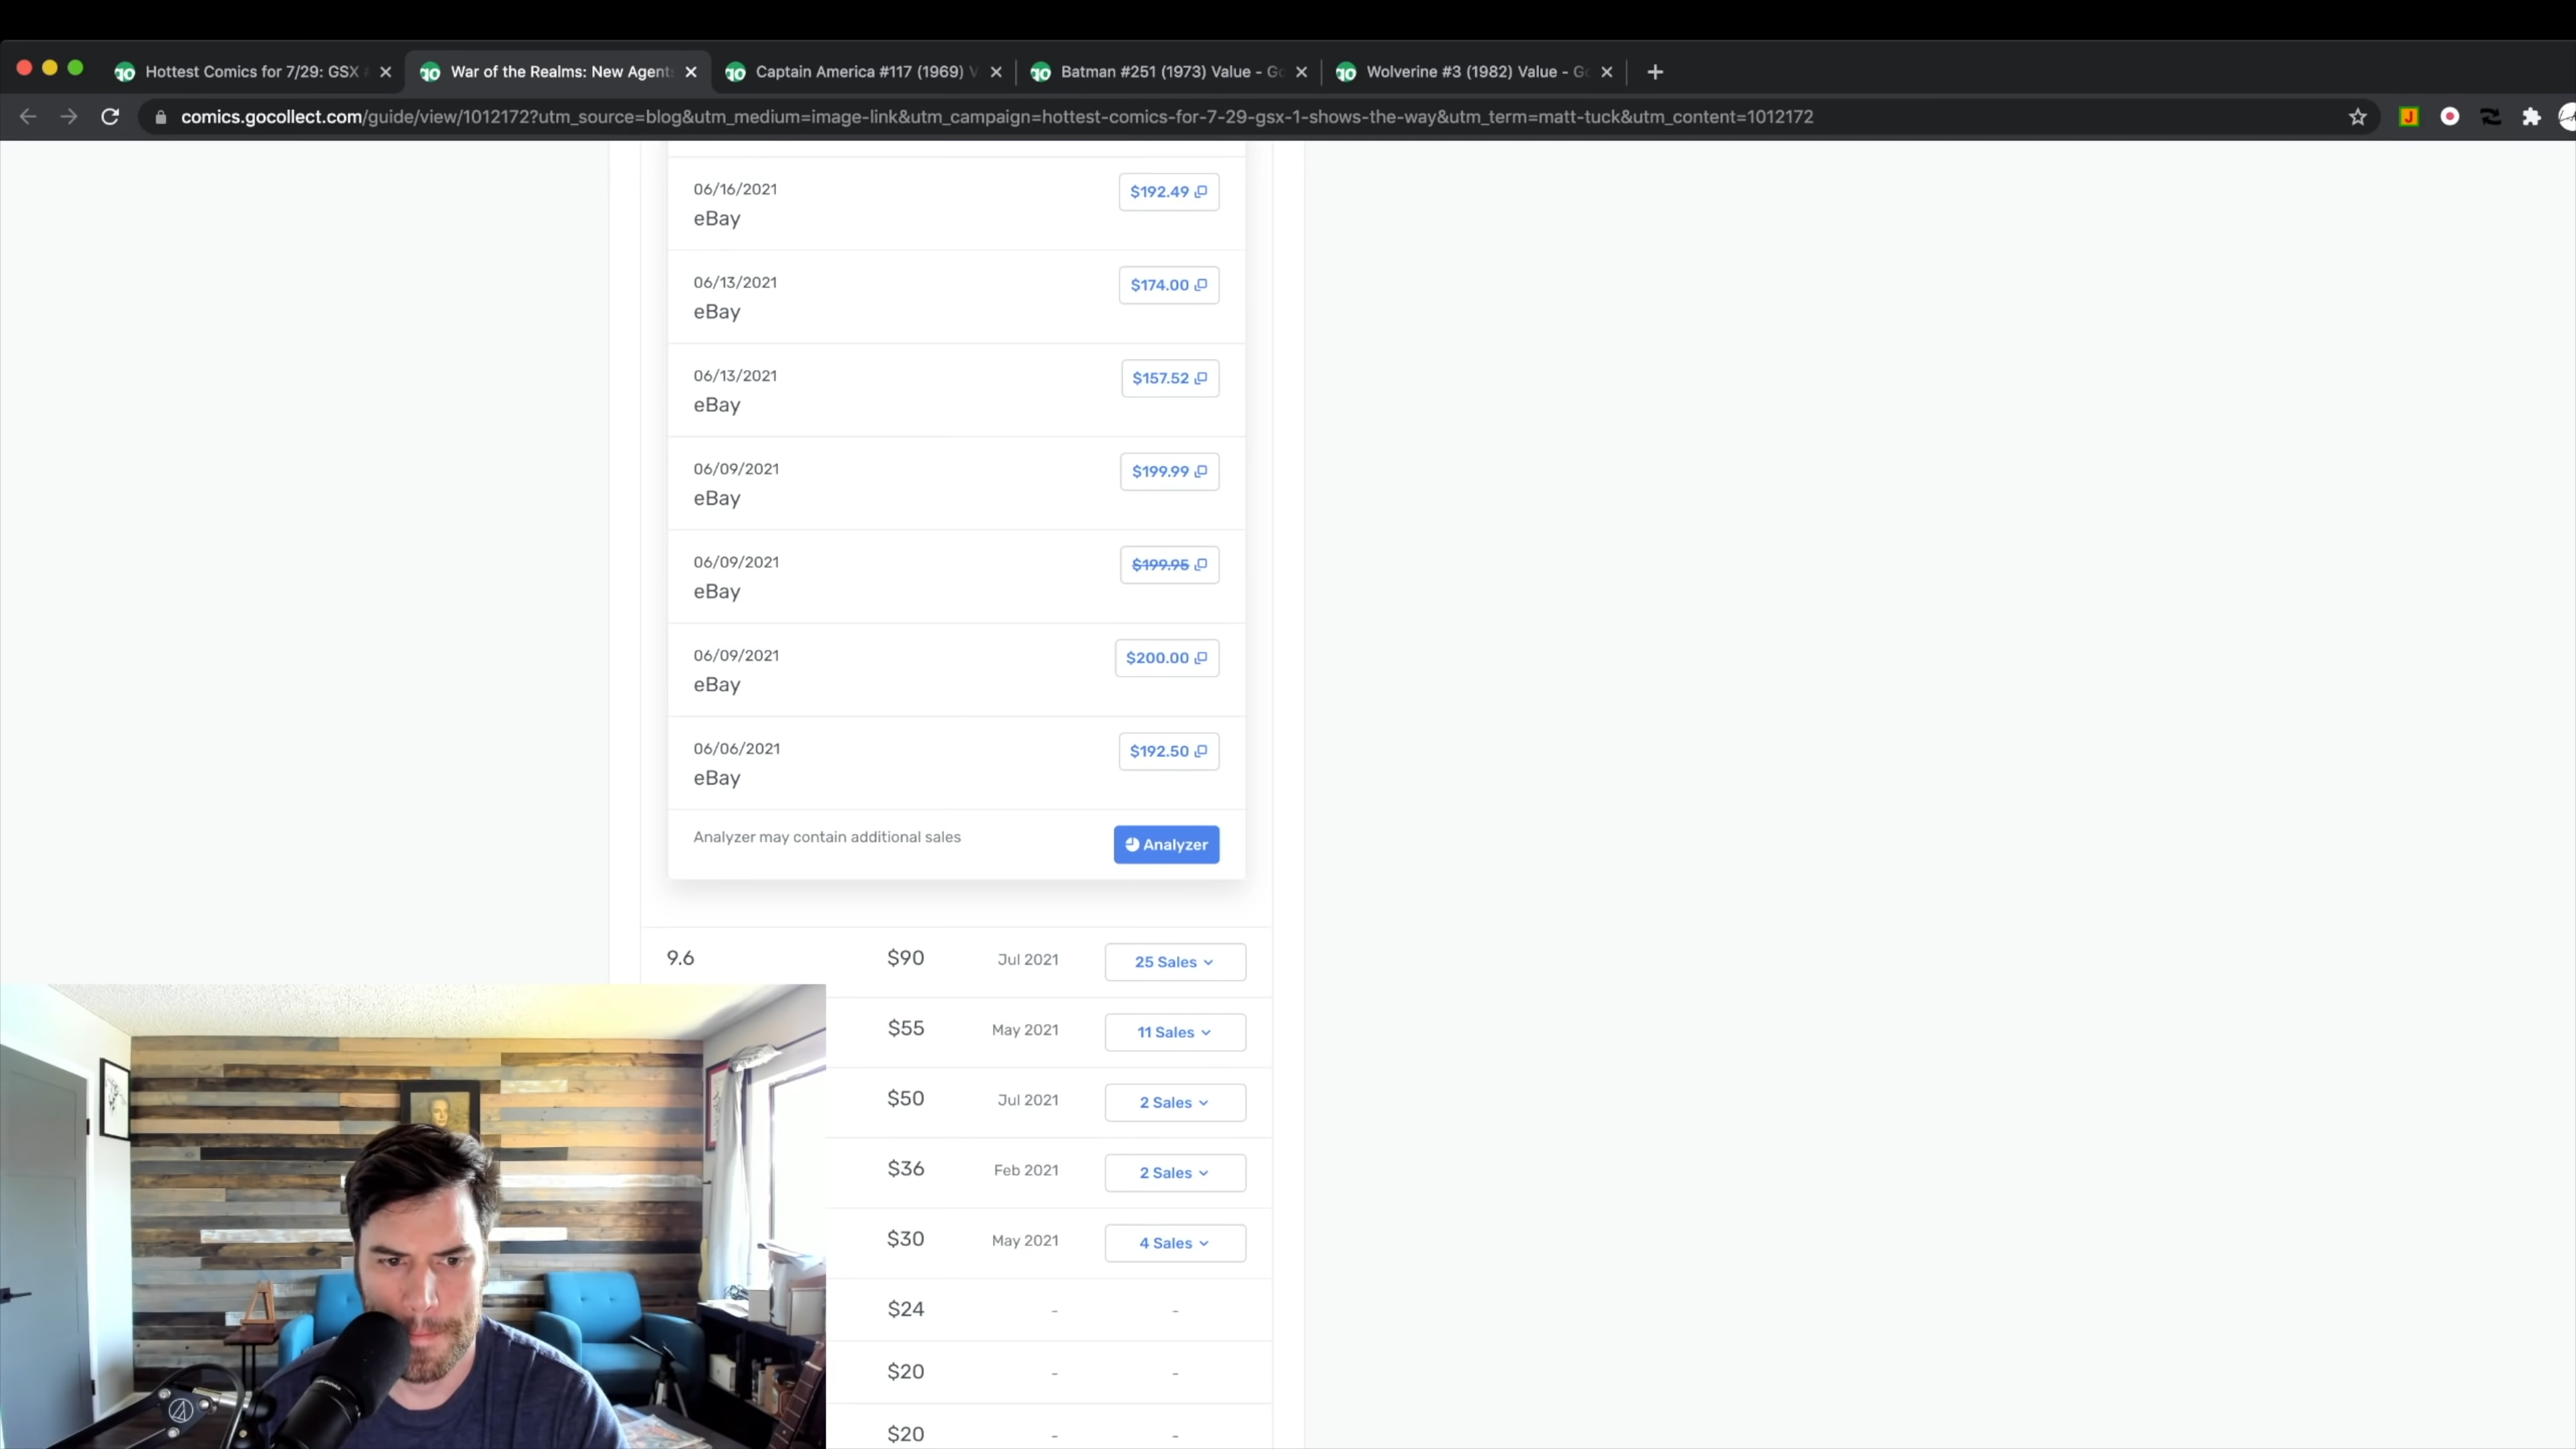 Hottest Comics for 7/29: GSX
War of the Realms: New Agent
Captain America #117 (1969) V
Batman #251 (1973) Value - Go
Wolverine #3 (1982) Value - Go
comics.gocollect.com/guide/view/1012172?utm_source=blog&utm_medium=image-link&utm_campaign=hottest-comics-for-7-29-gsx-1-shows-the-way&utm_term=matt-tuck&utm_content=1012172
06/16/2021 $192.49
eBay
06/13/2021 $174.00
eBay
06/13/2021 $157.52
eBay
06/09/2021 $199.99
eBay
06/09/2021 $199.95
eBay
06/09/2021 $200.00
eBay
06/06/2021 $192.50
eBay
Analyzer may contain additional sales Analyzer
9.6 $90 Jul 2021 25 Sales
$55 May 2021 11 Sales
$50 Jul 2021 2 Sales
$36 Feb 2021 2 Sales
$30 May 2021 4 Sales
$24 - -
$20 - -
$20 - -